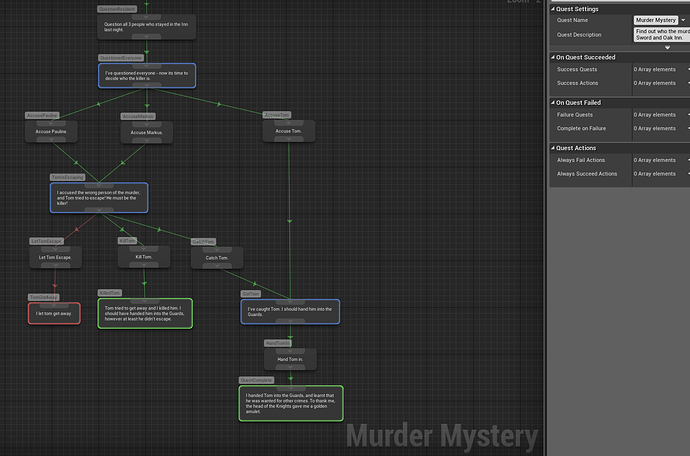 QuestionResident
Question all 3 people who stayed in the Inn
last night.
QuestionedEveryone
I've questioned everyone - now its time to
decide who the killer is.
AccusePauline
Accuse Pauline.
AccuseMarkus
Accuse Markus.
AccuseTom
Accuse Tom.
TomIsEscaping
I accused the wrong person of the murder,
and Tom tried to escape! He must be the
killer!
LetTomEscape
Let Tom Escape.
KillTom
Kill Tom.
CatchTom
Catch Tom.
TomGotAway
I let tom get away.
KilledTom
Tom tried to get away and I killed him. I
should have handed him into the Guards,
however at least he didn't escape.
GotTom
I've caught Tom. I should hand him into the
Guards.
HandTomIn
Hand Tom in.
QuestComplete
I handed Tom into the Guards, and learnt that
he was wanted for other crimes. To thank me,
the head of the Knights gave me a golden
amulet.
Murder Mystery
Quest Settings
Quest Name
Murder Mystery
Quest Description
Find out who the murd
Sword and Oak Inn.
On Quest Succeeded
Success Quests
0 Array elements
Success Actions
0 Array elements
On Quest Failed
Failure Quests
0 Array elements
Complete on Failure
0 Array elements
Quest Actions
Always Fail Actions
0 Array elements
Always Succeed Actions
0 Array elements